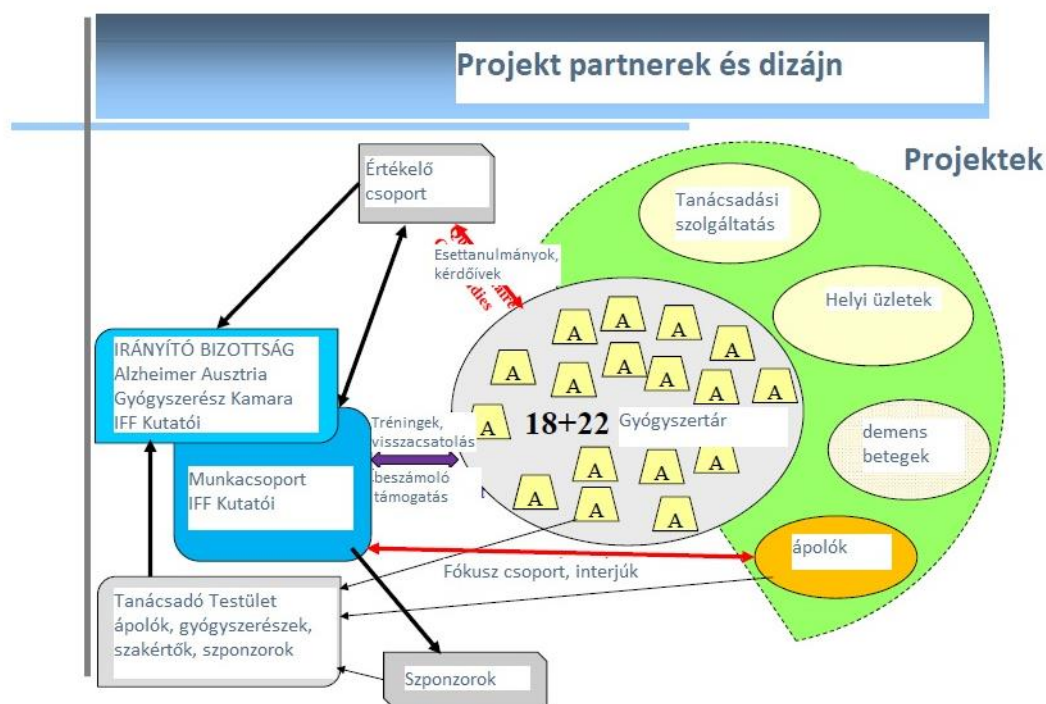 Projekt partnerek és dizájn
Projektek
Értékelő
csoport
Tanácsadási
szolgáltatás
Esettanulmányok,
kérdőívek
Helyi üzletek
IRÁNYÍTÓ BIZOTTSÁG
Alzheimer Ausztria
Gyógyszerész Kamara
IFF Kutatói
A
A
A
A
A
A
A
A
A
A
A
18+22 Gyógyszertár
Tréningek,
visszacsatolás
beszámoló
támogatás
demens
betegek
Munkacsoport
IFF Kutatói
A
A
A
A
A
A
ápolók
Fókusz csoport, interjúk
Tanácsadó Testület
ápolók, gyógyszerészek,
szakértők, szponzorok
Szponzorok